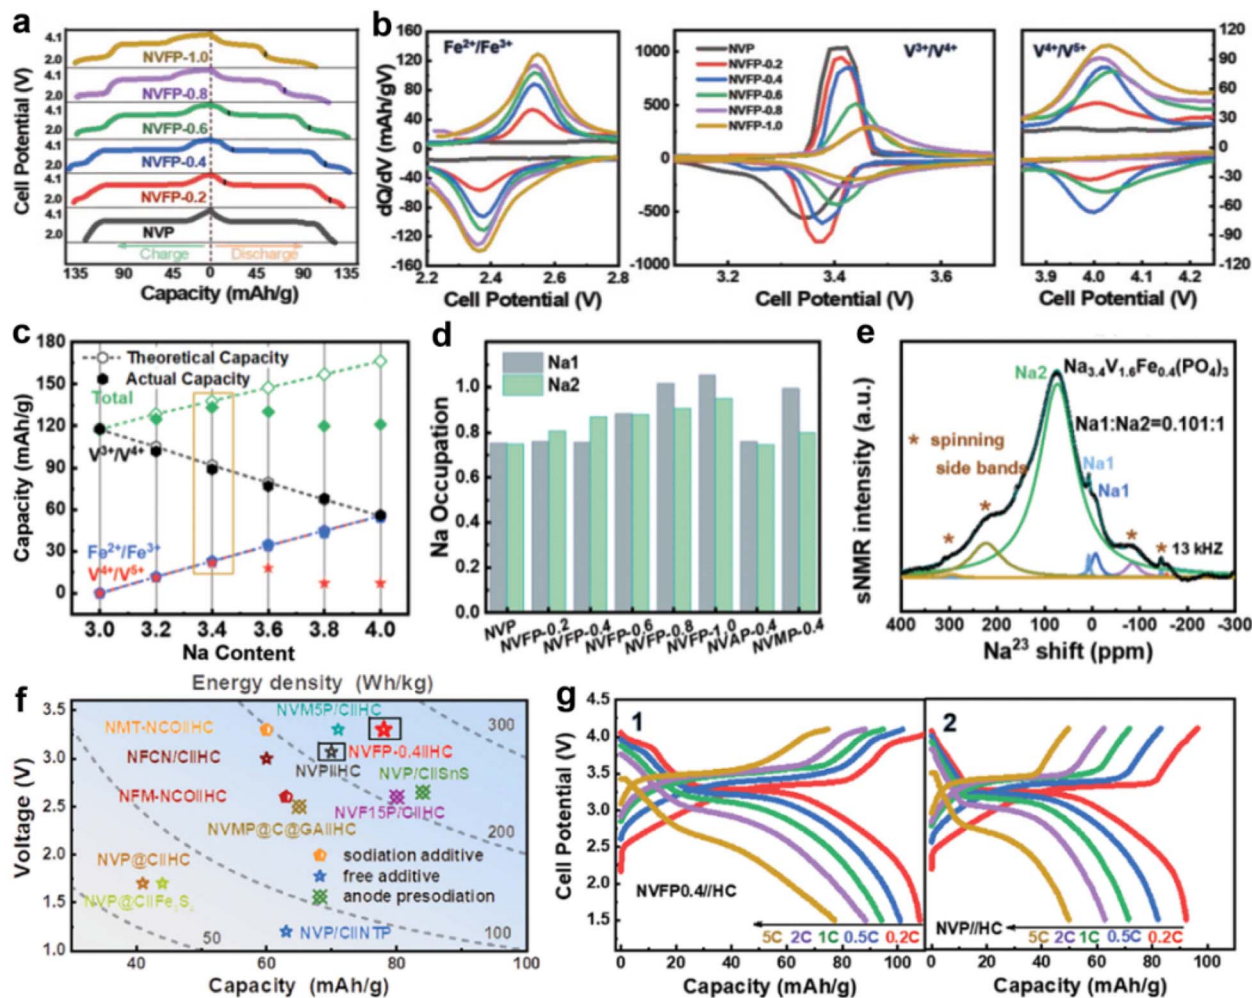 a
Cell Potential (V)
4.1
2.0
NVFP-1.0
4.1
2.0
NVFP-0.8
4.1
2.0
NVFP-0.6
4.1
2.0
NVFP-0.4
4.1
2.0
NVFP-0.2
4.1
2.0
NVP
Charge
Discharge
135 90 45 0 45 90 135
Capacity (mAh/g)
b
dQ/dV (mAh/gV)
160
120
80
40
0
-40
-80
-120
-160
Fe²⁺/Fe³⁺
2.2 2.4 2.6 2.8
Cell Potential (V)
1000
500
0
-500
-1000
NVP
NVFP-0.2
NVFP-0.4
NVFP-0.6
NVFP-0.8
NVFP-1.0
V³⁺/V⁴⁺
3.2 3.4 3.6
Cell Potential (V)
V⁴⁺/V⁵⁺
120
90
60
30
0
-30
-60
-90
-120
3.9 4.0 4.1 4.2
Cell Potential (V)
c
Capacity (mAh/g)
180
150
120
90
60
30
0
Theoretical Capacity
Actual Capacity
Total
V³⁺/V⁴⁺
Fe²⁺/Fe³⁺
V⁴⁺/V⁵⁺
3.0 3.2 3.4 3.6 3.8 4.0
Na Content
d
Na Occupation
1.0
0.8
0.6
0.4
0.2
0.0
Na1
Na2
NVP NVFP-0.2 NVFP-0.4 NVFP-0.6 NVFP-0.8 NVFP-1.0 NVAP-0.4 NVMP-0.4
e
sNMR intensity (a.u.)
Na₃.₄V₁.₆Fe₀.₄(PO₄)₃
Na2
Na1:Na2=0.101:1
* spinning
side bands
Na1
Na1
13 kHZ
400 300 200 100 0 -100 -200 -300
Na²³ shift (ppm)
f
Energy density (Wh/kg)
Voltage (V)
3.5
3.0
2.5
2.0
1.5
1.0
NVM5P/C||HC
NMT-NCO||HC
300
NFCN/C||HC
NVFP-0.4||HC
NVP||HC
NVP/C||SnS
NFM-NCO||HC
NVF15P/C||HC
NVMP@C@GA||HC
200
sodiation additive
NVP@C||HC
free additive
anode presodiation
NVP/C||NTP
50
100
40 60 80 100
Capacity (mAh/g)
g
Cell Potential (V)
4.5
4.0
3.5
3.0
2.5
2.0
1.5
1
NVFP0.4//HC
5C 2C 1C 0.5C 0.2C
0 20 40 60 80 100
Capacity (mAh/g)
2
NVP//HC
5C 2C 1C 0.5C 0.2C
0 20 40 60 80 100
Capacity (mAh/g)